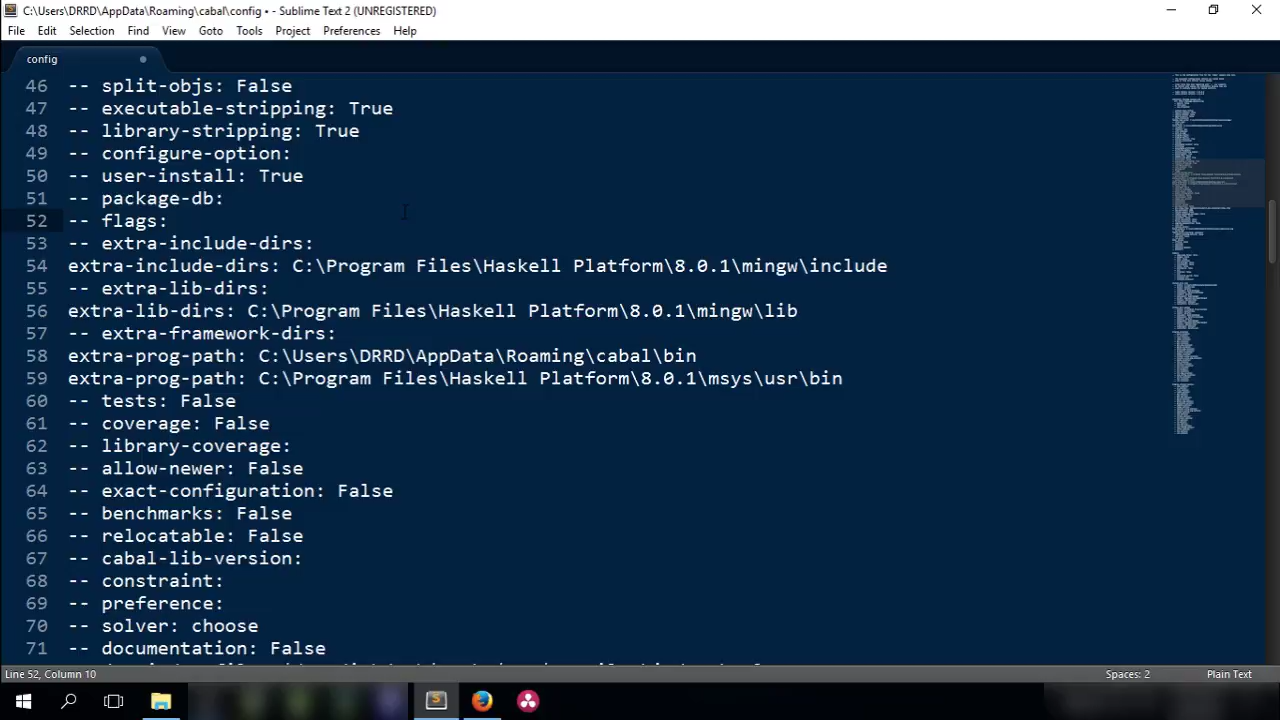 C:\Users\DRRD\AppData\Roaming\cabal\config • - Sublime Text 2 (UNREGISTERED)
File Edit Selection Find View Goto Tools Project Preferences Help
config
46 -- split-objs: False
47 -- executable-stripping: True
48 -- library-stripping: True
49 -- configure-option:
50 -- user-install: True
51 -- package-db:
52 -- flags:
53 -- extra-include-dirs:
54 extra-include-dirs: C:\Program Files\Haskell Platform\8.0.1\mingw\include
55 -- extra-lib-dirs:
56 extra-lib-dirs: C:\Program Files\Haskell Platform\8.0.1\mingw\lib
57 -- extra-framework-dirs:
58 extra-prog-path: C:\Users\DRRD\AppData\Roaming\cabal\bin
59 extra-prog-path: C:\Program Files\Haskell Platform\8.0.1\msys\usr\bin
60 -- tests: False
61 -- coverage: False
62 -- library-coverage:
63 -- allow-newer: False
64 -- exact-configuration: False
65 -- benchmarks: False
66 -- relocatable: False
67 -- cabal-lib-version:
68 -- constraint:
69 -- preference:
70 -- solver: choose
71 -- documentation: False
Line 52, Column 10 Spaces: 2 Plain Text